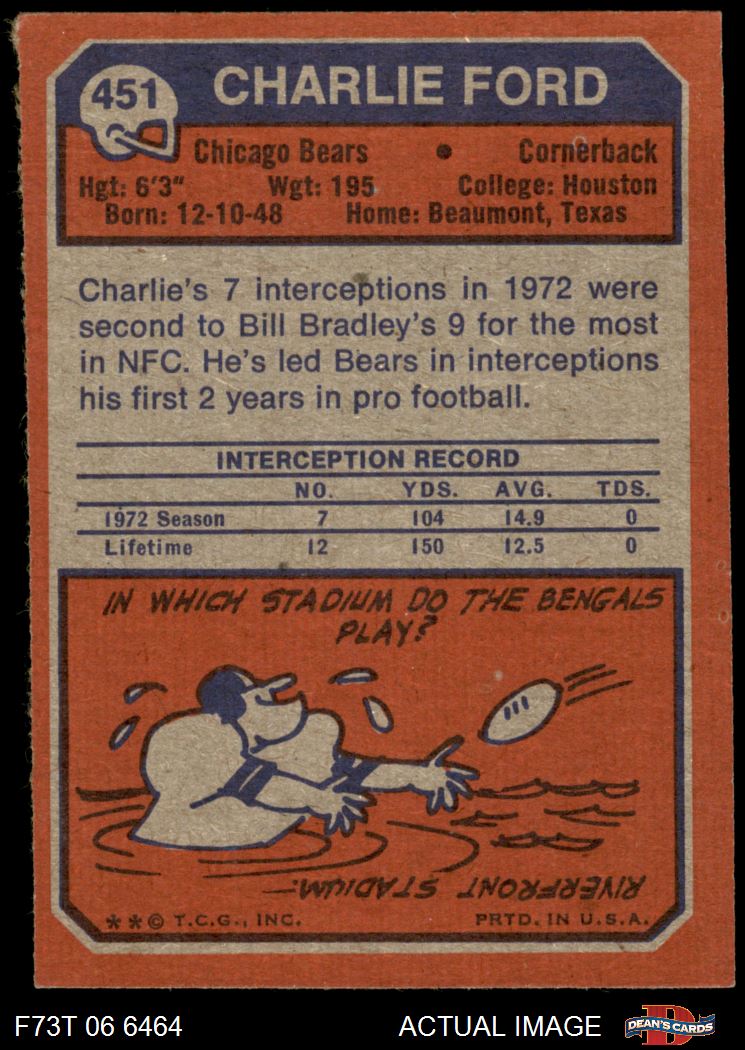 451
CHARLIE FORD
Chicago Bears • Cornerback
Hgt: 6'3" Wgt: 195 College: Houston
Born: 12-10-48 Home: Beaumont, Texas
Charlie's 7 interceptions in 1972 were
second to Bill Bradley's 9 for the most
in NFC. He's led Bears in interceptions
his first 2 years in pro football.
INTERCEPTION RECORD
NO. YDS. AVG. TDS.
1972 Season 7 104 14.9 0
Lifetime 12 150 12.5 0
IN WHICH STADIUM DO THE BENGALS
PLAY?
RIVERFRONT
STADIUM.
** © T.C.G., INC. PRTD. IN U.S.A.
F73T 06 6464 ACTUAL IMAGE
D
DEAN'S CARDS